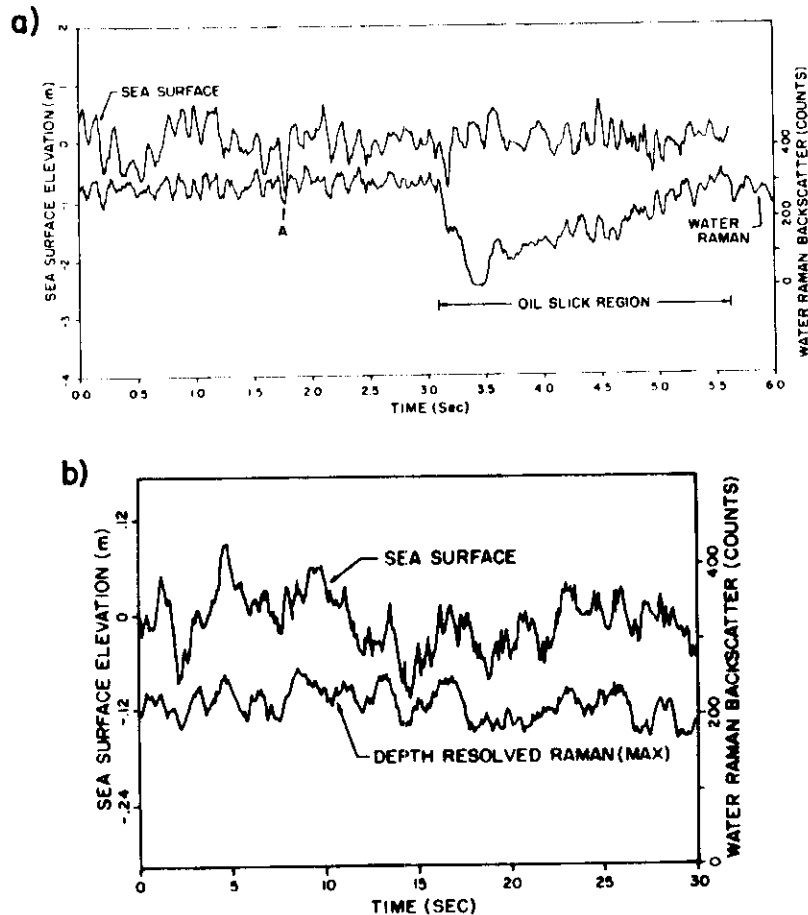 a)
2
1
0
-1
-2
-3
-4
SEA SURFACE ELEVATION (m)
SEA SURFACE
A
WATER RAMAN
OIL SLICK REGION
400
300
200
100
0
WATER RAMAN BACKSCATTER (COUNTS)
0.0 0.5 1.0 1.5 2.0 2.5 3.0 3.5 4.0 4.5 5.0 5.5 6.0
TIME (Sec)
b)
.12
0
-.12
-.24
SEA SURFACE ELEVATION (m)
SEA SURFACE
DEPTH RESOLVED RAMAN (MAX)
400
200
0
WATER RAMAN BACKSCATTER (COUNTS)
0 5 10 15 20 25 30
TIME (SEC)